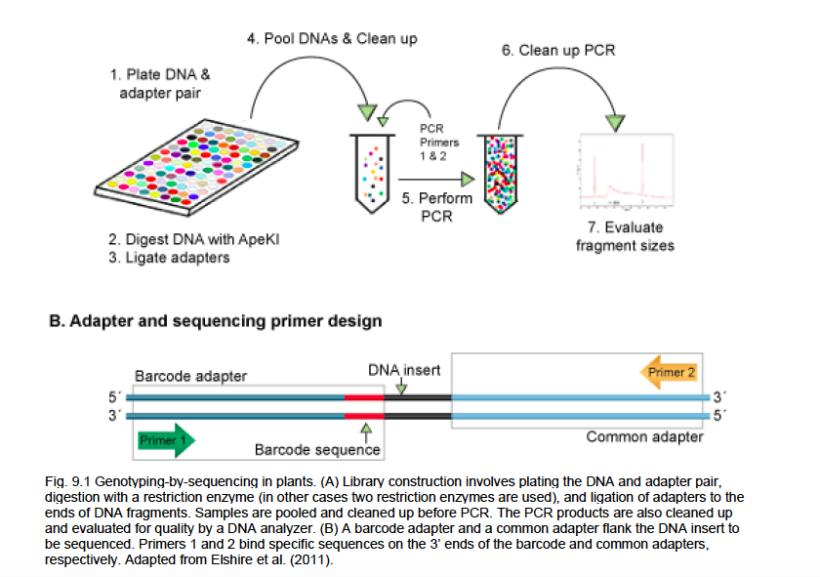 4. Pool DNAs & Clean up
6. Clean up PCR
1. Plate DNA &
adapter pair
PCR
Primers
1 & 2
5. Perform
PCR
7. Evaluate
fragment sizes
2. Digest DNA with ApeKI
3. Ligate adapters
B. Adapter and sequencing primer design
Barcode adapter
DNA insert
Primer 2
5´
3´
3´
5´
Primer 1
Barcode sequence
Common adapter
Fig. 9.1 Genotyping-by-sequencing in plants. (A) Library construction involves plating the DNA and adapter pair,
digestion with a restriction enzyme (in other cases two restriction enzymes are used), and ligation of adapters to the
ends of DNA fragments. Samples are pooled and cleaned up before PCR. The PCR products are also cleaned up
and evaluated for quality by a DNA analyzer. (B) A barcode adapter and a common adapter flank the DNA insert to
be sequenced. Primers 1 and 2 bind specific sequences on the 3' ends of the barcode and common adapters,
respectively. Adapted from Elshire et al. (2011).